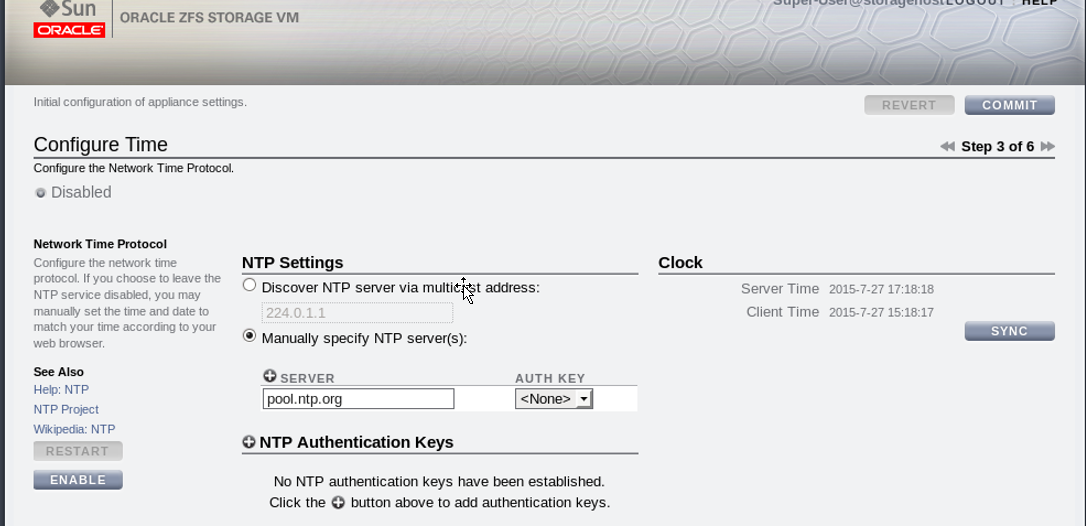 Sun
ORACLE
ORACLE ZFS STORAGE VM
Super-User@storagehost LOGOUT HELP
Initial configuration of appliance settings.
REVERT COMMIT
Configure Time
Step 3 of 6
Configure the Network Time Protocol.
Disabled
Network Time Protocol
Configure the network time
protocol. If you choose to leave the
NTP service disabled, you may
manually set the time and date to
match your time according to your
web browser.
See Also
Help: NTP
NTP Project
Wikipedia: NTP
RESTART
ENABLE
NTP Settings
Discover NTP server via multicast address:
224.0.1.1
Manually specify NTP server(s):
SERVER AUTH KEY
pool.ntp.org <None>
NTP Authentication Keys
No NTP authentication keys have been established.
Click the button above to add authentication keys.
Clock
Server Time 2015-7-27 17:18:18
Client Time 2015-7-27 15:18:17
SYNC